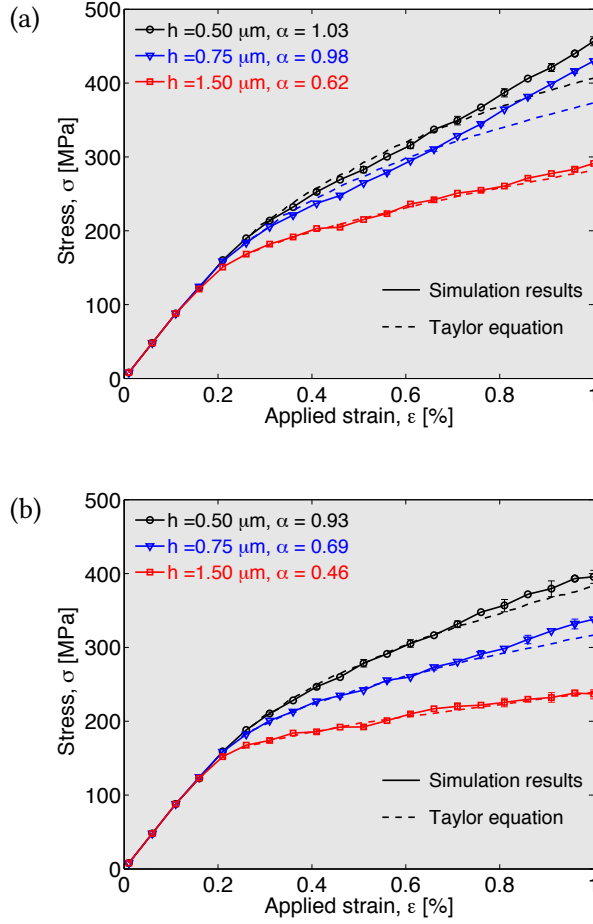 (a)
500
400
300
200
100
0
Stress, σ [MPa]
h =0.50 μm, α = 1.03
h =0.75 μm, α = 0.98
h =1.50 μm, α = 0.62
Simulation results
Taylor equation
0 0.2 0.4 0.6 0.8 1
Applied strain, ε [%]
(b)
500
400
300
200
100
0
Stress, σ [MPa]
h =0.50 μm, α = 0.93
h =0.75 μm, α = 0.69
h =1.50 μm, α = 0.46
Simulation results
Taylor equation
0 0.2 0.4 0.6 0.8 1
Applied strain, ε [%]